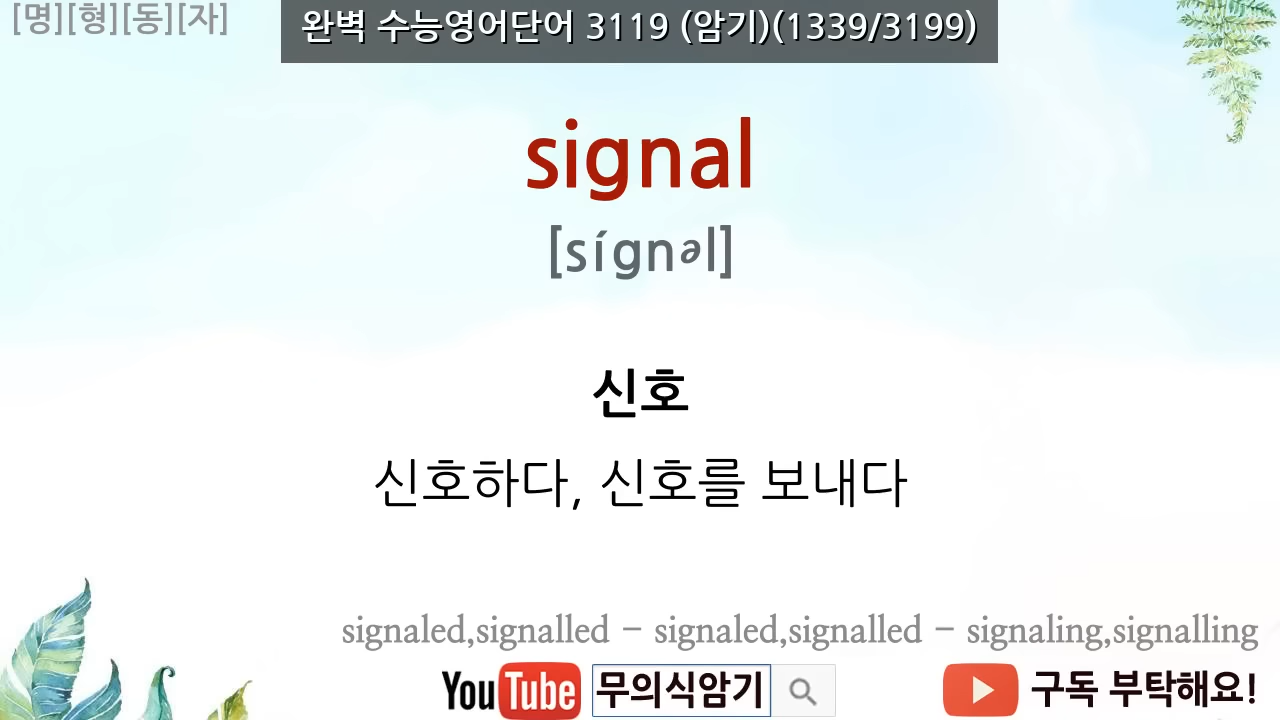 [명][형][동][자]
완벽 수능영어단어 3119 (암기)(1339/3199)
signal
[sígnəl]
신호
신호하다, 신호를 보내다
signaled,signalled - signaled,signalled - signaling,signalling
YouTube 무의식암기 구독 부탁해요!